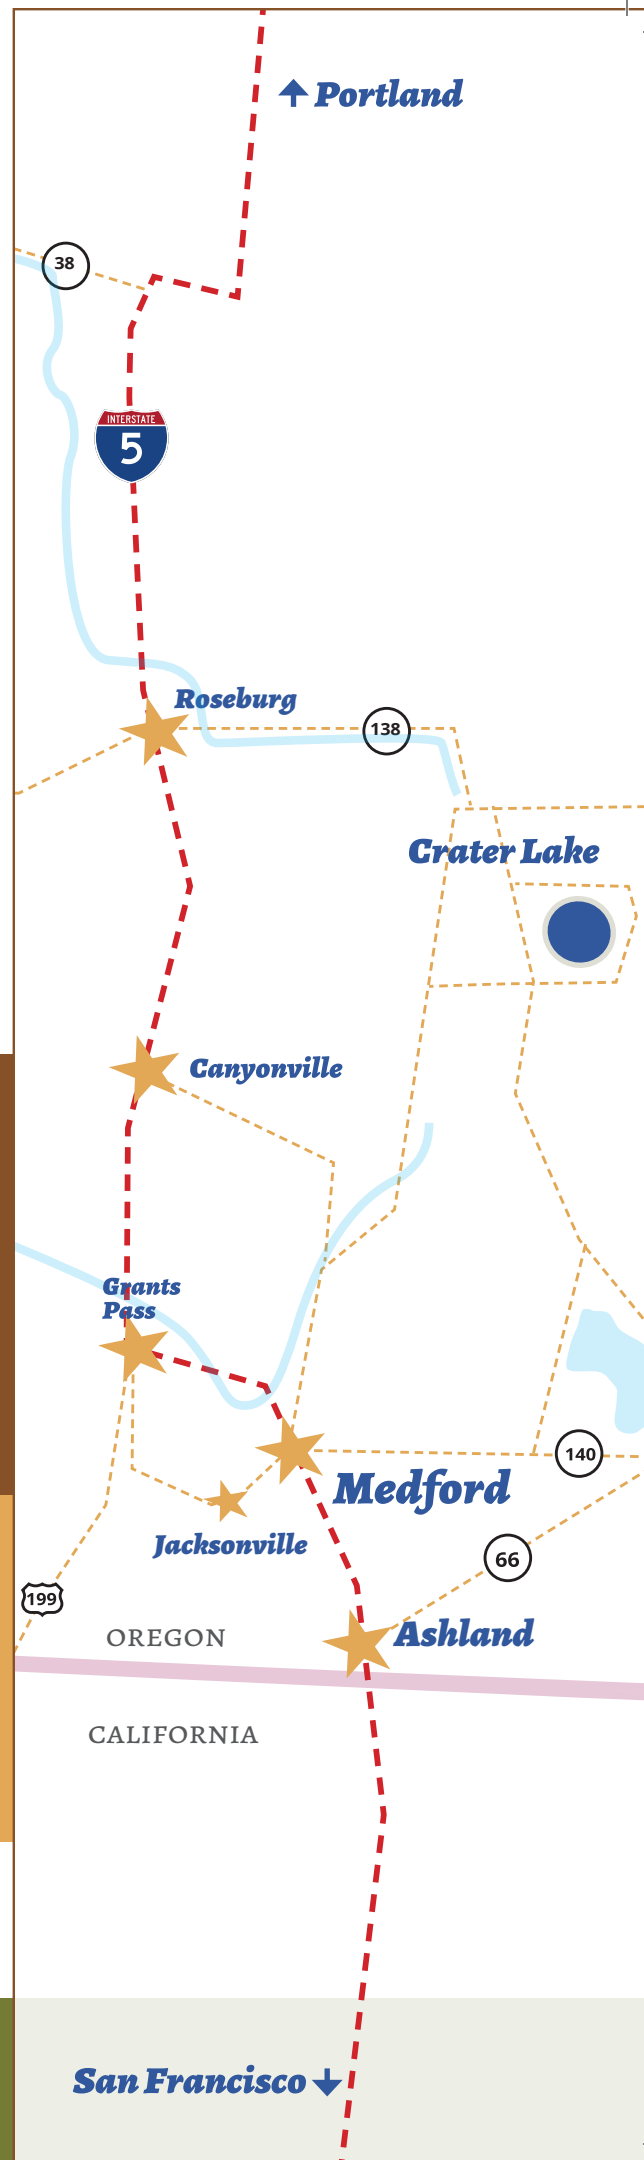 Portland
38
INTERSTATE
5
Roseburg
138
Crater Lake
Canyonville
Grants
Pass
140
Medford
Jacksonville
66
199
Ashland
OREGON
CALIFORNIA
San Francisco